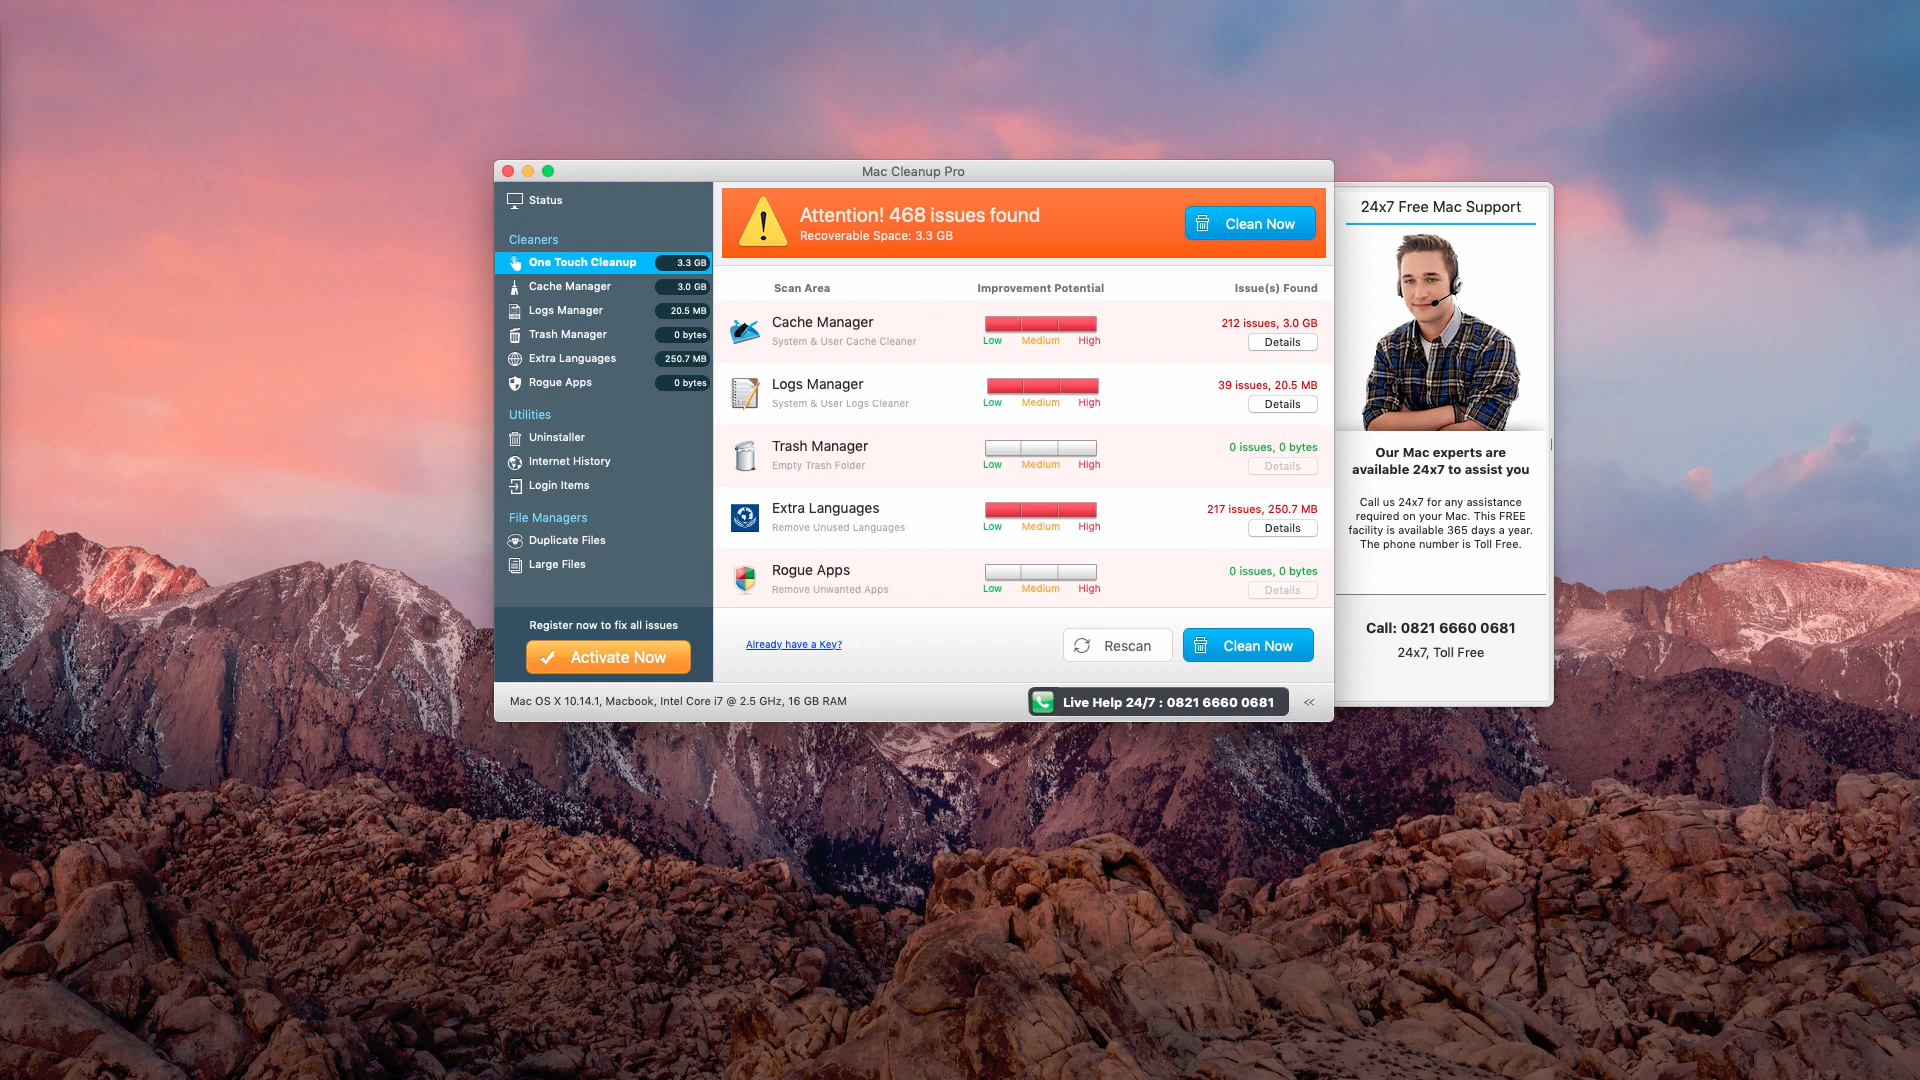 Mac Cleanup Pro
Status
Cleaners
One Touch Cleanup 3.3 GB
Cache Manager 3.0 GB
Logs Manager 20.5 MB
Trash Manager 0 bytes
Extra Languages 250.7 MB
Rogue Apps 0 bytes
Utilities
Uninstaller
Internet History
Login Items
File Managers
Duplicate Files
Large Files
Register now to fix all issues
Activate Now
Attention! 468 issues found
Recoverable Space: 3.3 GB
Clean Now
Scan Area Improvement Potential Issue(s) Found
Cache Manager
System & User Cache Cleaner
Low Medium High
212 issues, 3.0 GB
Details
Logs Manager
System & User Logs Cleaner
Low Medium High
39 issues, 20.5 MB
Details
Trash Manager
Empty Trash Folder
Low Medium High
0 issues, 0 bytes
Details
Extra Languages
Remove Unused Languages
Low Medium High
217 issues, 250.7 MB
Details
Rogue Apps
Remove Unwanted Apps
Low Medium High
0 issues, 0 bytes
Details
Already have a Key?
Rescan
Clean Now
Mac OS X 10.14.1, Macbook, Intel Core i7 @ 2.5 GHz, 16 GB RAM
Live Help 24/7 : 0821 6660 0681
<<
24x7 Free Mac Support
Our Mac experts are
available 24x7 to assist you
Call us 24x7 for any assistance
required on your Mac. This FREE
facility is available 365 days a year.
The phone number is Toll Free.
Call: 0821 6660 0681
24x7, Toll Free